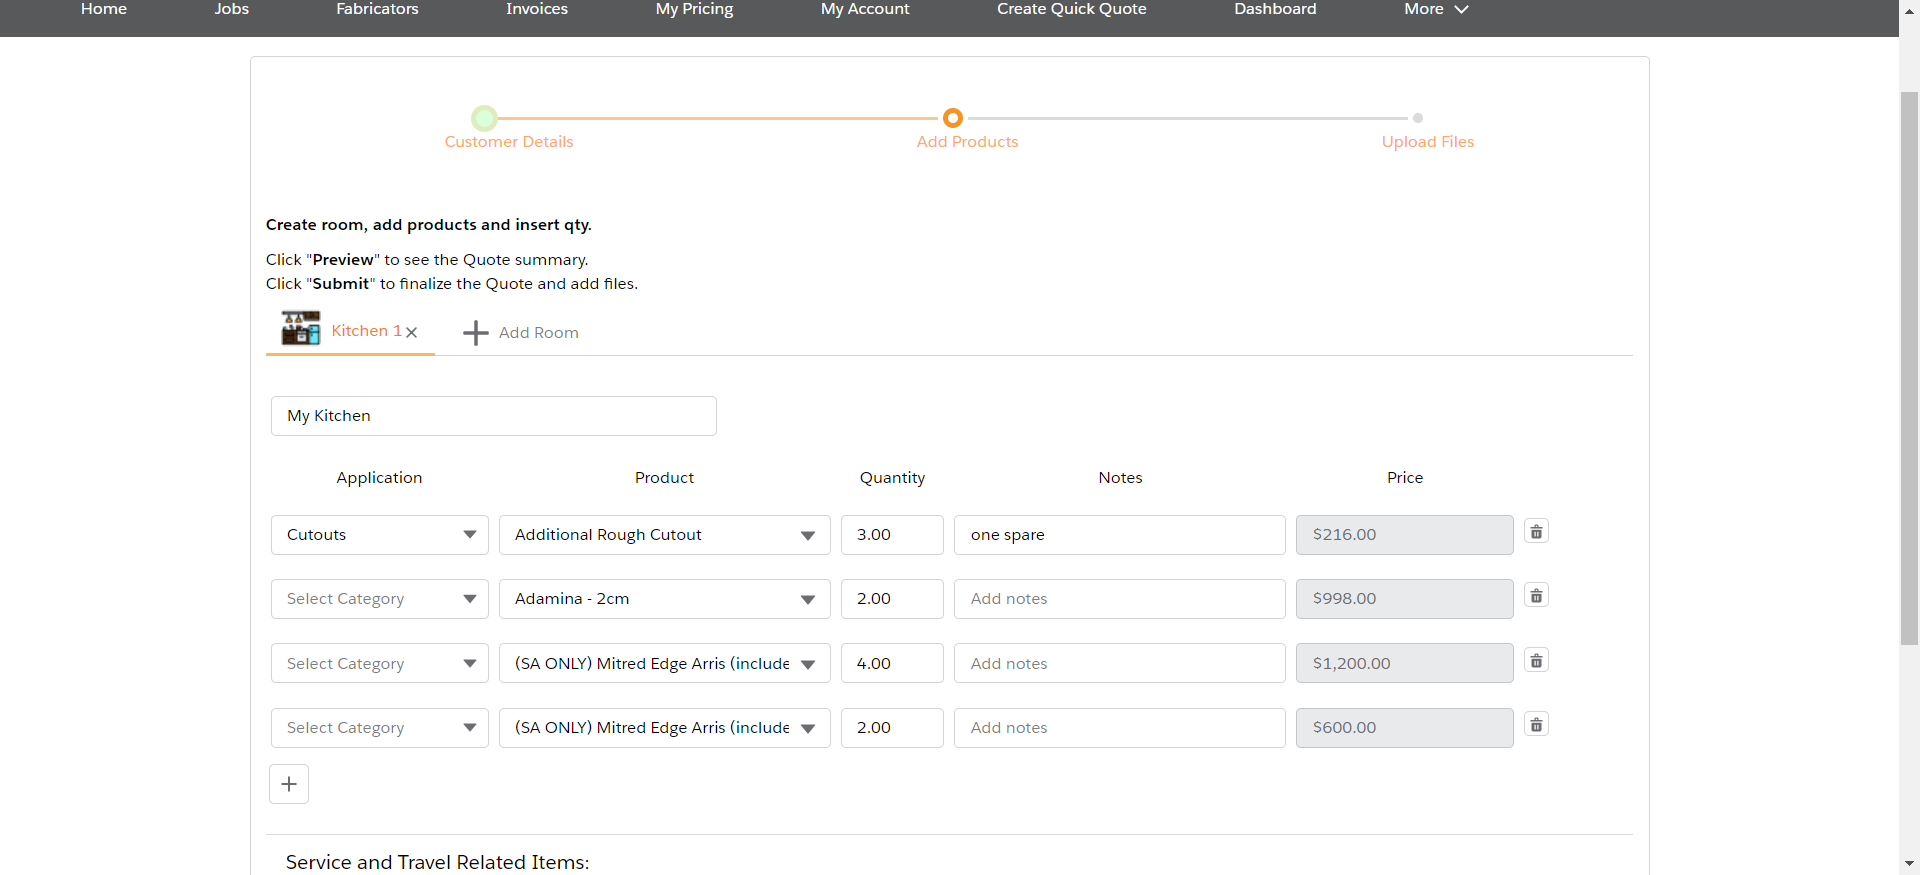 Home Jobs Fabricators Invoices My Pricing My Account Create Quick Quote Dashboard More
Customer Details Add Products Upload Files
Create room, add products and insert qty.
Click "Preview" to see the Quote summary.
Click "Submit" to finalize the Quote and add files.
Kitchen 1 Add Room
My Kitchen
Application Product Quantity Notes Price
Cutouts Additional Rough Cutout 3.00 one spare $216.00
Select Category Adamina - 2cm 2.00 Add notes $998.00
Select Category (SA ONLY) Mitred Edge Arris (include 4.00 Add notes $1,200.00
Select Category (SA ONLY) Mitred Edge Arris (include 2.00 Add notes $600.00
Service and Travel Related Items: